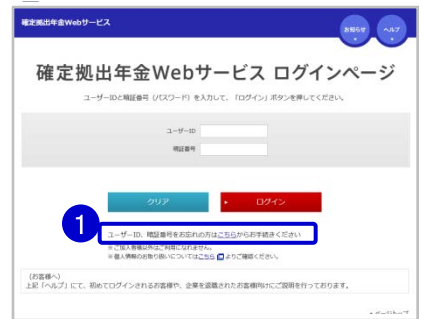 確定拠出年金Webサービス
お知らせ
ヘルプ
確定拠出年金Webサービス ログインページ
ユーザーIDと暗証番号（パスワード）を入力して、「ログイン」ボタンを押してください。
ユーザーID
暗証番号
クリア
ログイン
1
ユーザーID、暗証番号をお忘れの方はこちらからお手続きください
※ご加入者様以外はご利用になれません。
※個人情報のお取り扱いについてはこちら よりご確認ください。
（お客様へ）
上記「ヘルプ」にて、初めてログインされるお客様や、企業を退職されたお客様向けにご説明を行っております。
ページトップ